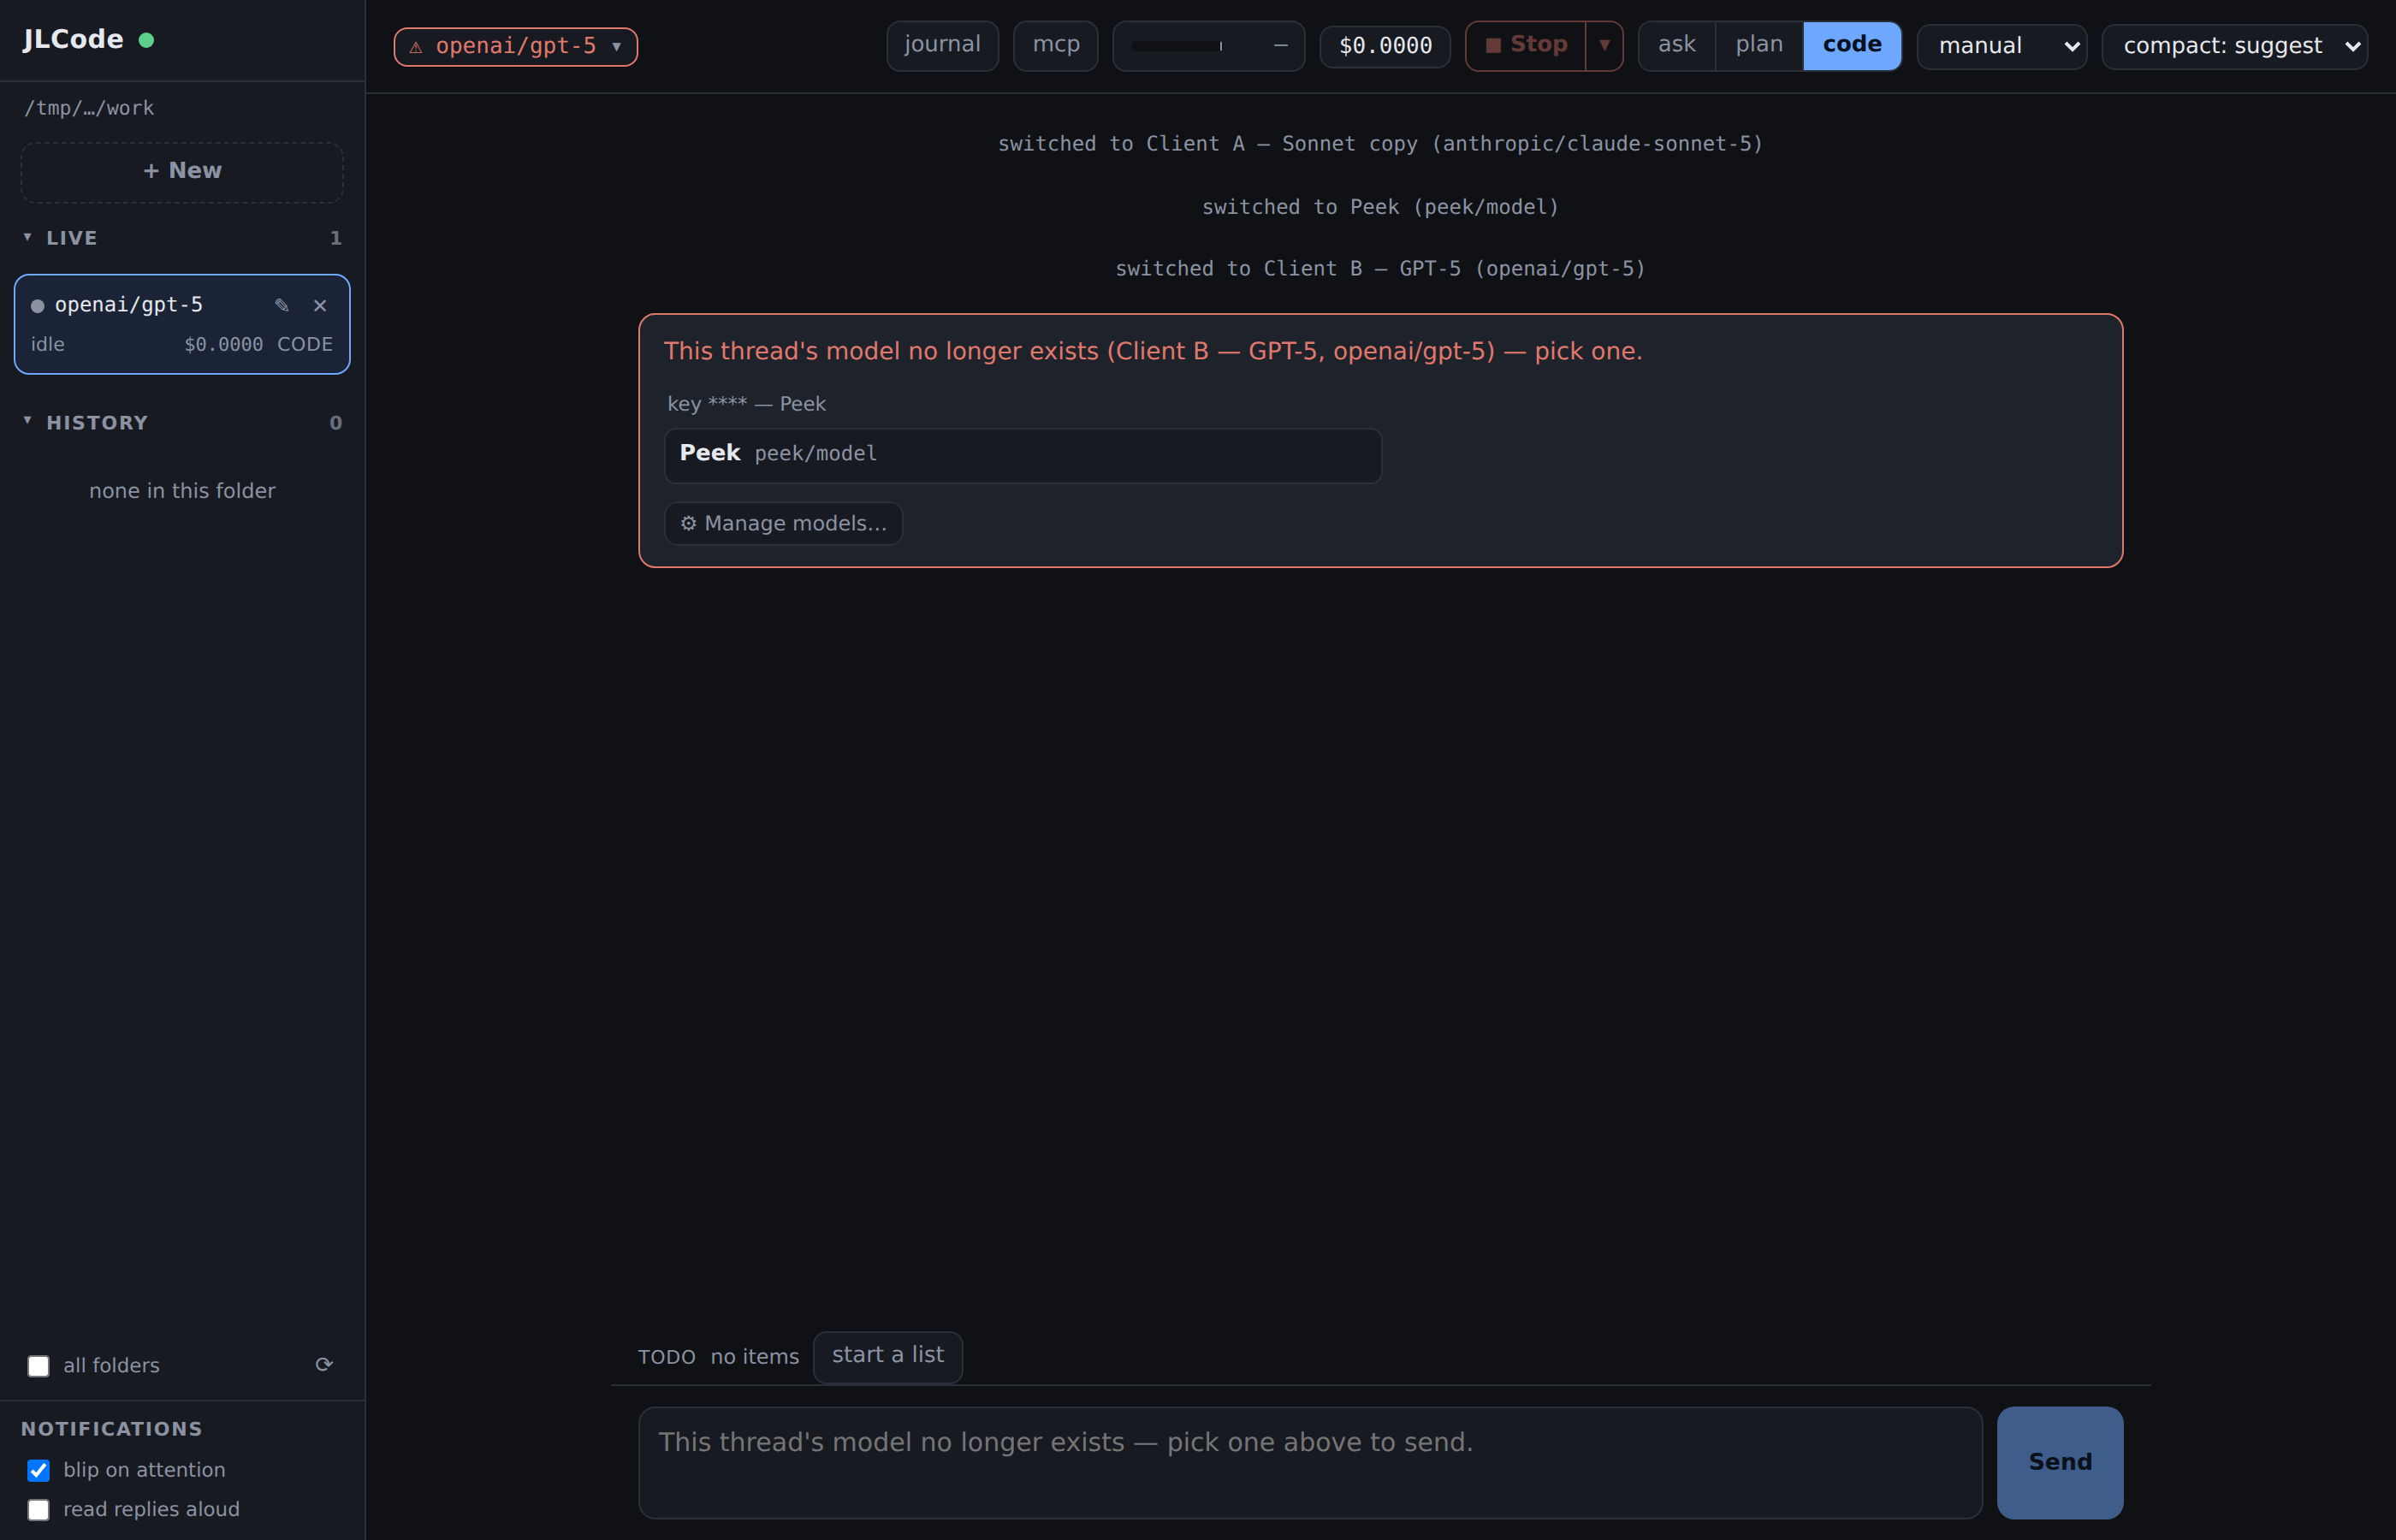 JLCode
/tmp/…/work
+ New
▾ LIVE 1
openai/gpt-5 ✎ ✕
idle $0.0000 CODE
▾ HISTORY 0
none in this folder
all folders ⟳
NOTIFICATIONS
blip on attention
read replies aloud
⚠ openai/gpt-5 ▾
journal mcp — $0.0000 ■ Stop ▾ ask plan code manual compact: suggest
switched to Client A — Sonnet copy (anthropic/claude-sonnet-5)
switched to Peek (peek/model)
switched to Client B — GPT-5 (openai/gpt-5)
This thread's model no longer exists (Client B — GPT-5, openai/gpt-5) — pick one.
key **** — Peek
Peek peek/model
⚙ Manage models…
TODO no items start a list
This thread's model no longer exists — pick one above to send.
Send